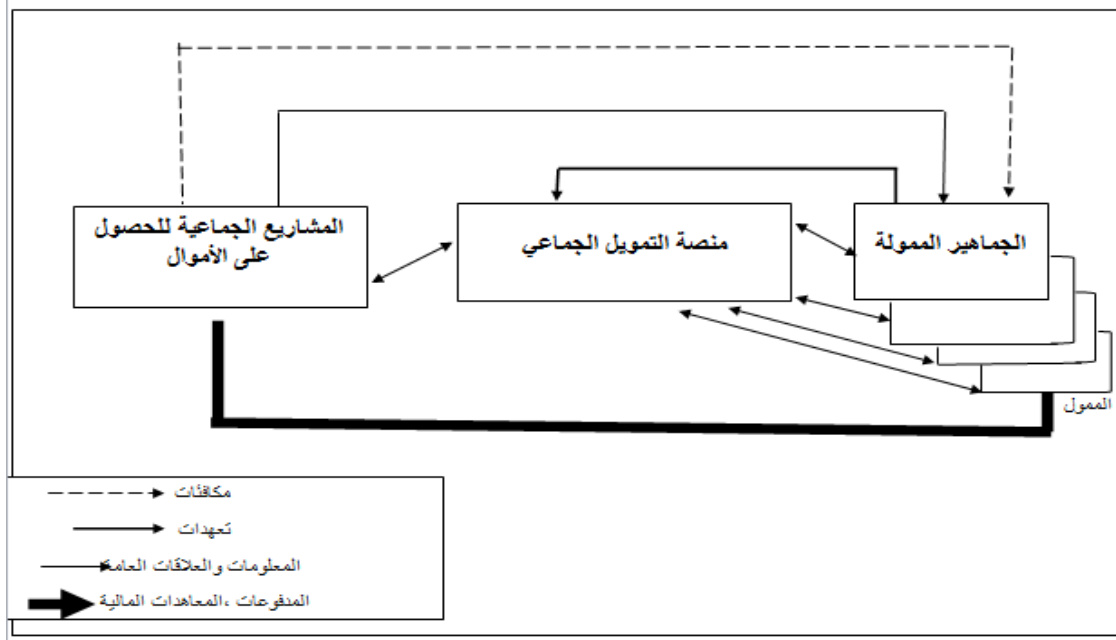 المشاريع الجماعية للحصول
على الأموال
منصة التمويل الجماعي
الجماهير الممولة
الممول
مكافئات
تعهدات
المعلومات والعلاقات العامة
المدفوعات ،المعاهدات المالية